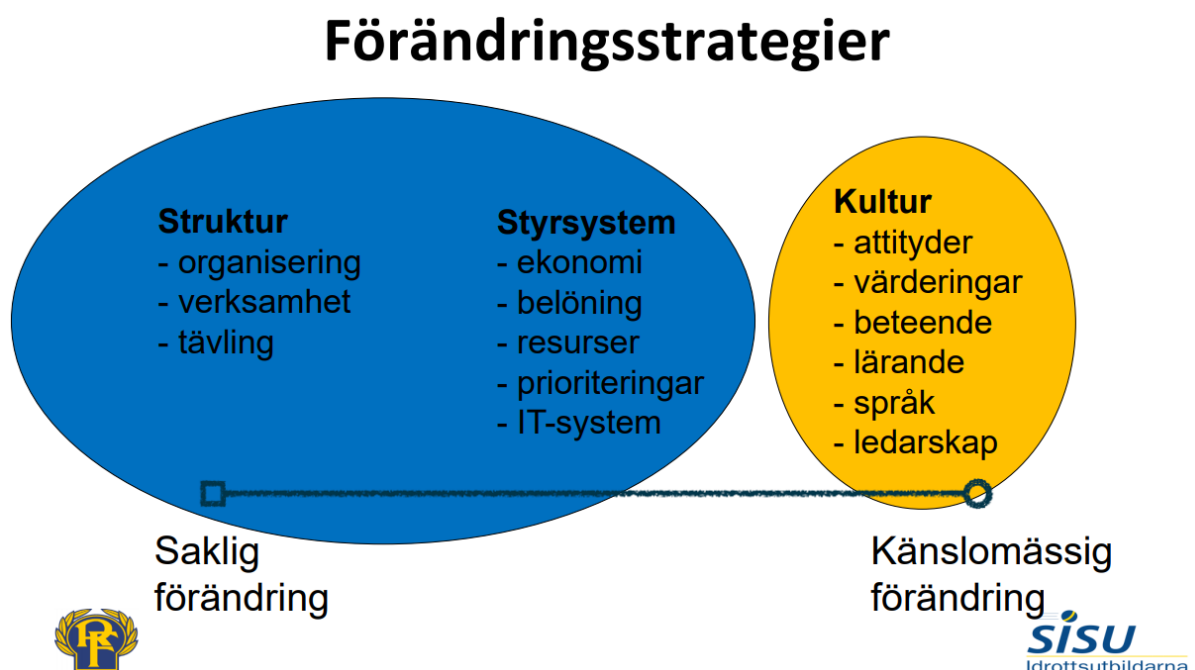 Förändringsstrategier
Struktur
- organisering
- verksamhet
- tävling
Styrsystem
- ekonomi
- belöning
- resurser
- prioriteringar
- IT-system
Kultur
- attityder
- värderingar
- beteende
- lärande
- språk
- ledarskap
Saklig
förändring
Känslomässig
förändring
RF
SISU
Idrottsutbildarna